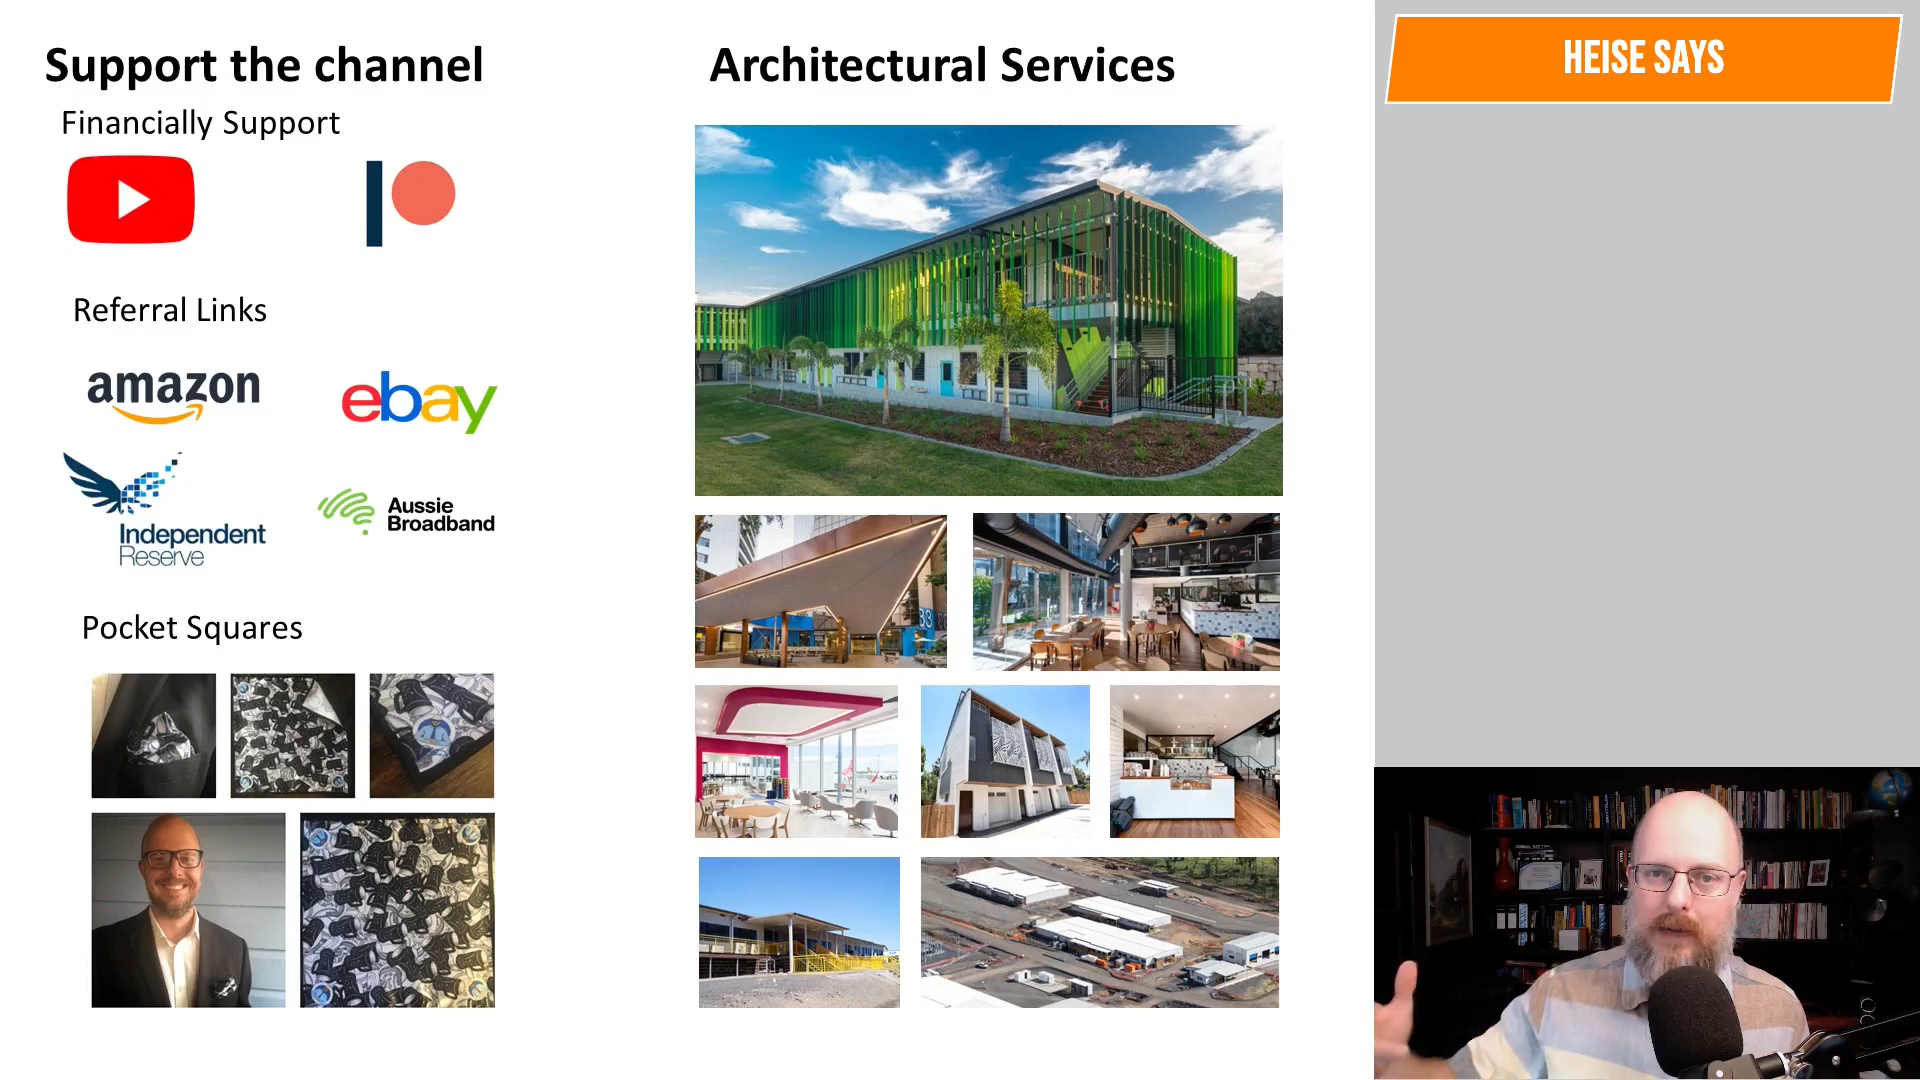 Support the channel
Financially Support
Referral Links
amazon
ebay
Independent
Reserve
Aussie
Broadband
Pocket Squares
Architectural Services
33
HEISE SAYS